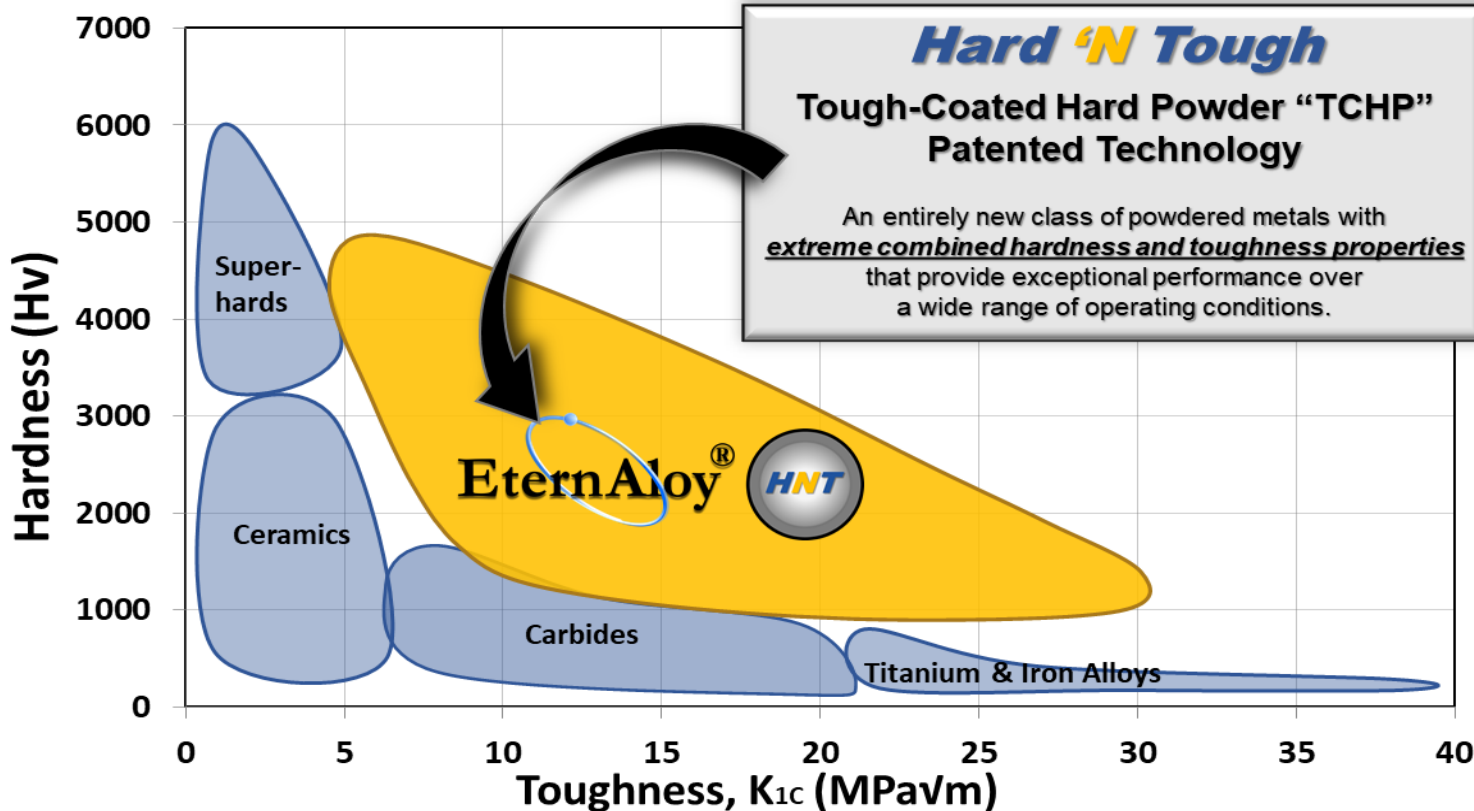 Hard ‘N Tough
Tough-Coated Hard Powder “TCHP”
Patented Technology
An entirely new class of powdered metals with
extreme combined hardness and toughness properties
that provide exceptional performance over
a wide range of operating conditions.
Hardness (Hv)
7000
6000
5000
4000
3000
2000
1000
0
Super-
hards
Ceramics
EternAloy®
HNT
Carbides
Titanium & Iron Alloys
0 5 10 15 20 25 30 35 40
Toughness, K1C (MPa√m)